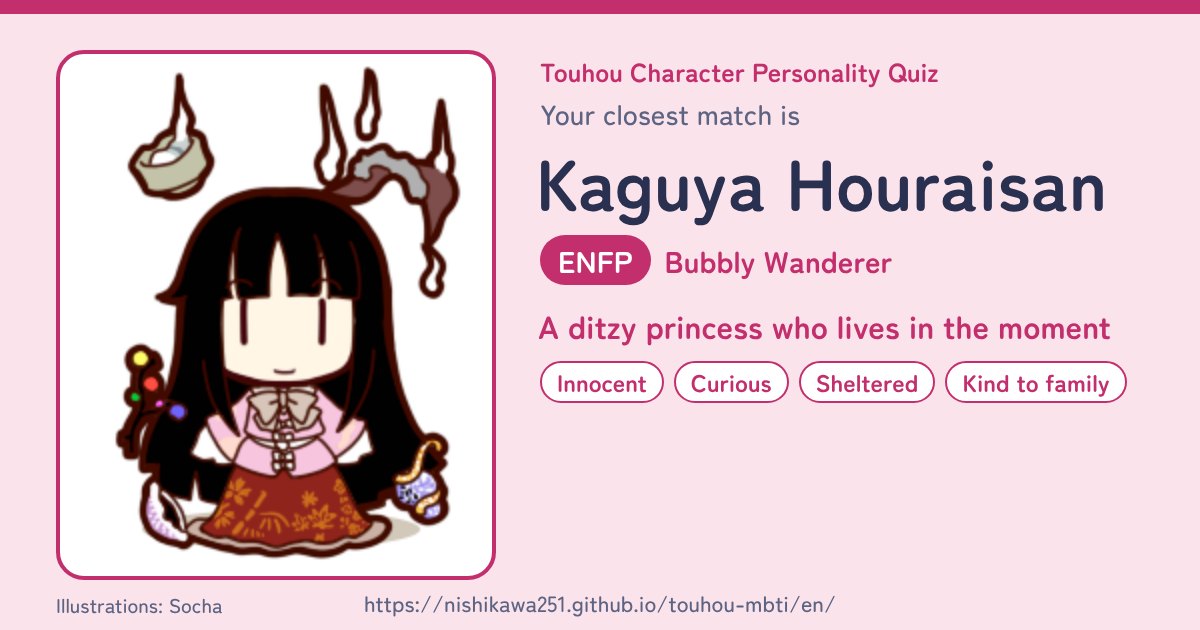 Touhou Character Personality Quiz
Your closest match is
Kaguya Houraisan
ENFP Bubbly Wanderer
A ditzy princess who lives in the moment
Innocent Curious Sheltered Kind to family
Illustrations: Socha https://nishikawa251.github.io/touhou-mbti/en/